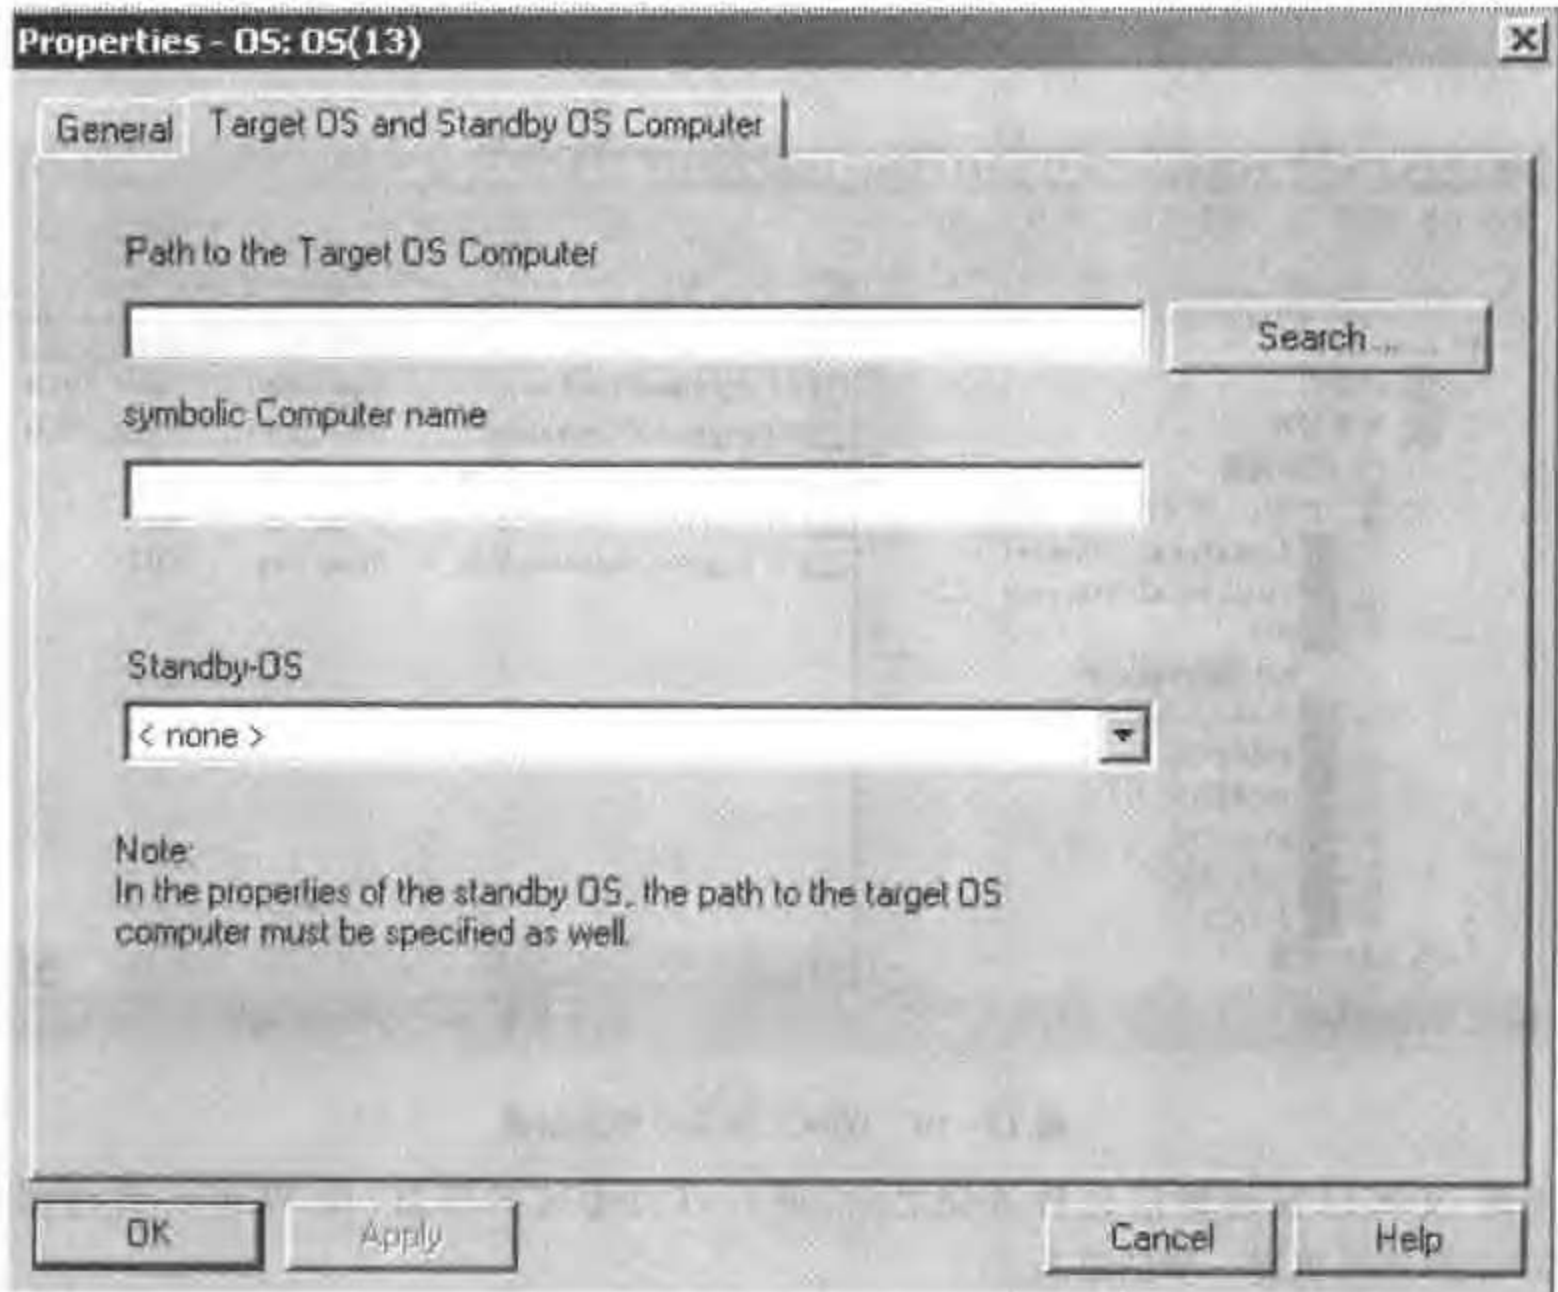 Properties - OS: OS(13)
General Target OS and Standby OS Computer
Path to the Target OS Computer
Search ...
symbolic Computer name
Standby-OS
< none >
Note:
In the properties of the standby OS, the path to the target OS
computer must be specified as well.
OK Apply Cancel Help